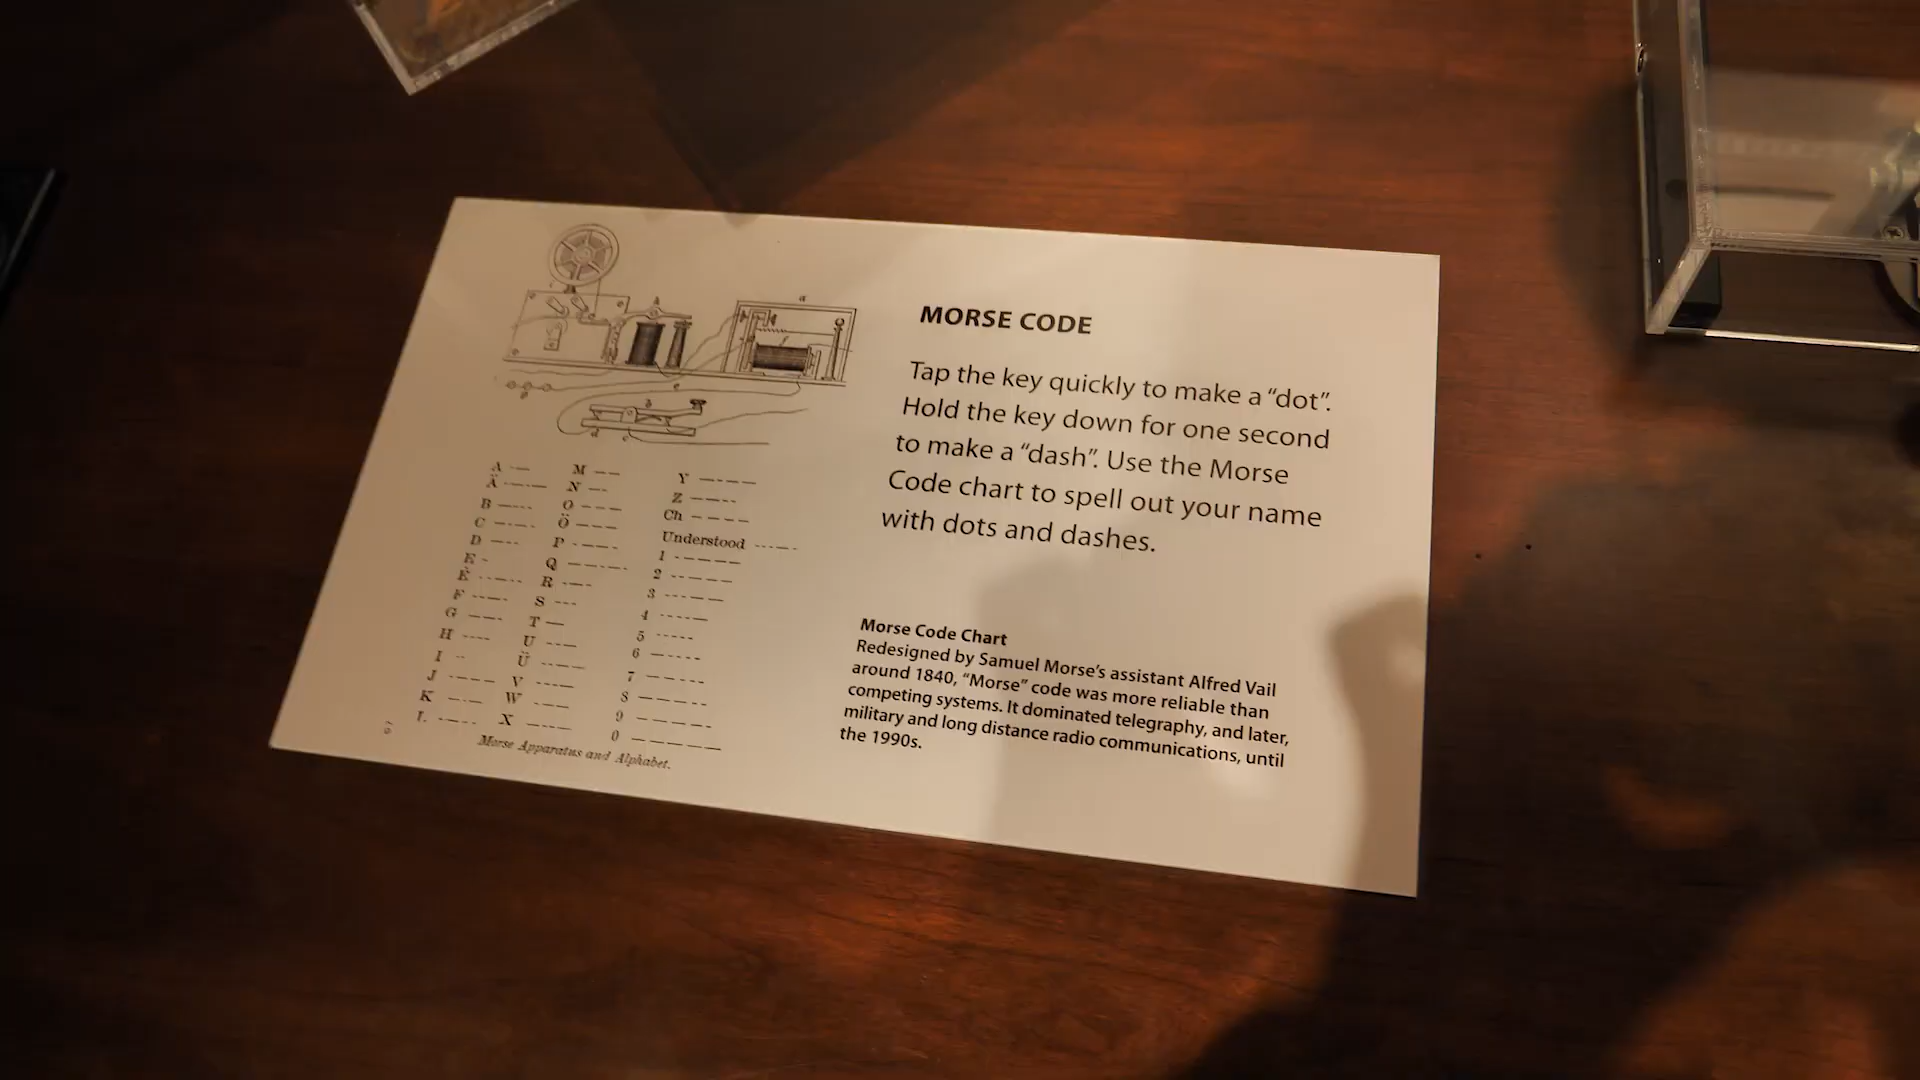 MORSE CODE
Tap the key quickly to make a “dot”.
Hold the key down for one second
to make a “dash”. Use the Morse
Code chart to spell out your name
with dots and dashes.
Morse Code Chart
Redesigned by Samuel Morse’s assistant Alfred Vail
around 1840, “Morse” code was more reliable than
competing systems. It dominated telegraphy, and later,
military and long distance radio communications, until
the 1990s.
A
Ä
B
C
D
E
É
F
G
H
I
J
K
L
M
N
O
Ö
P
Q
R
S
T
U
Ü
V
W
X
Y
Z
Ch
Understood
1
2
3
4
5
6
7
8
9
0
Morse Apparatus and Alphabet.